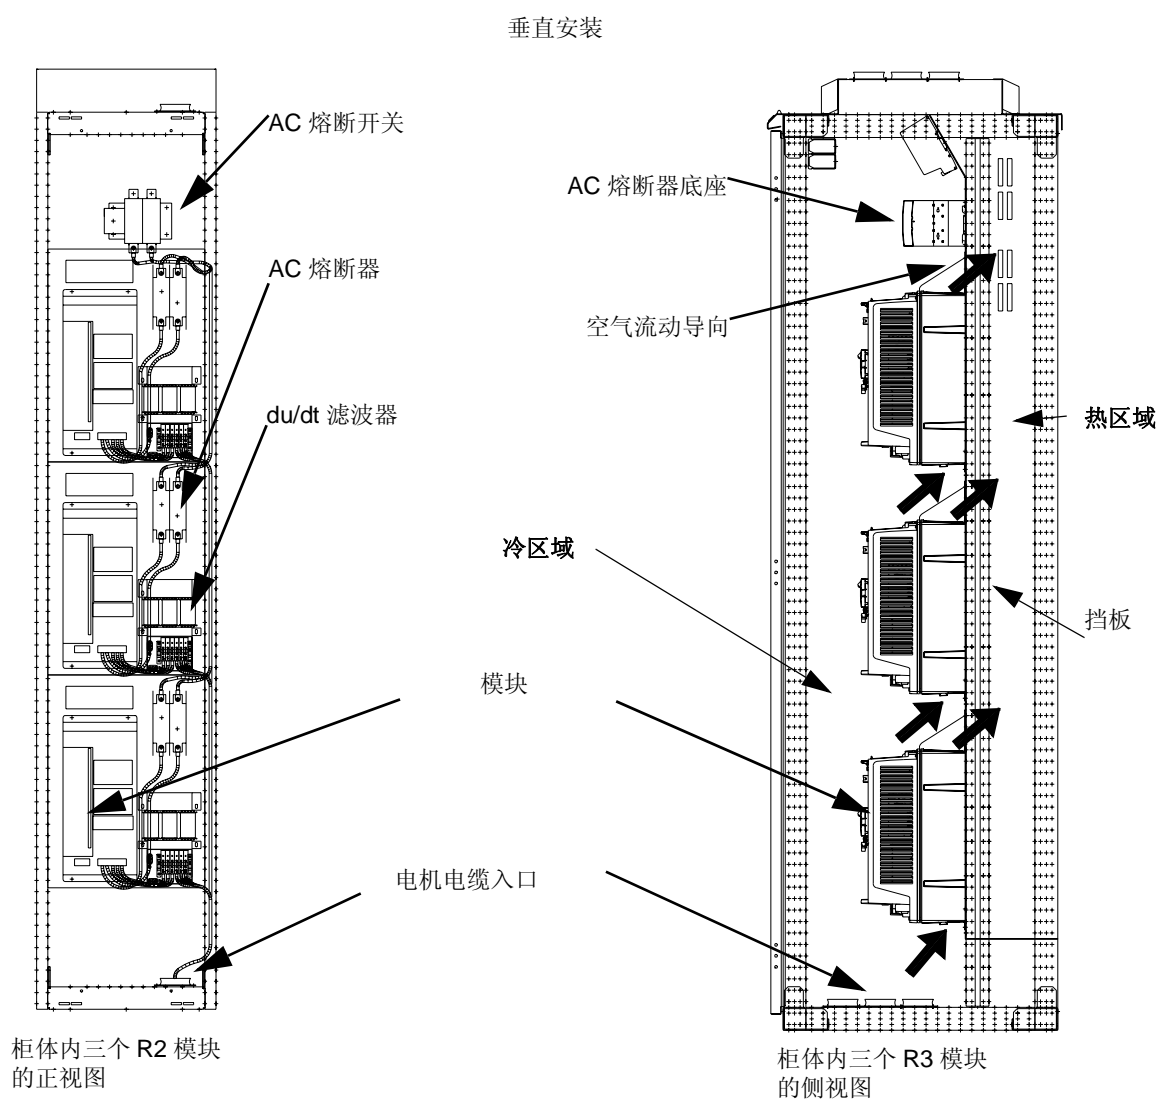 垂直安装
AC 熔断开关
AC 熔断器底座
AC 熔断器
空气流动导向
du/dt 滤波器
热区域
冷区域
挡板
模块
电机电缆入口
柜体内三个 R2 模块
的正视图
柜体内三个 R3 模块
的侧视图